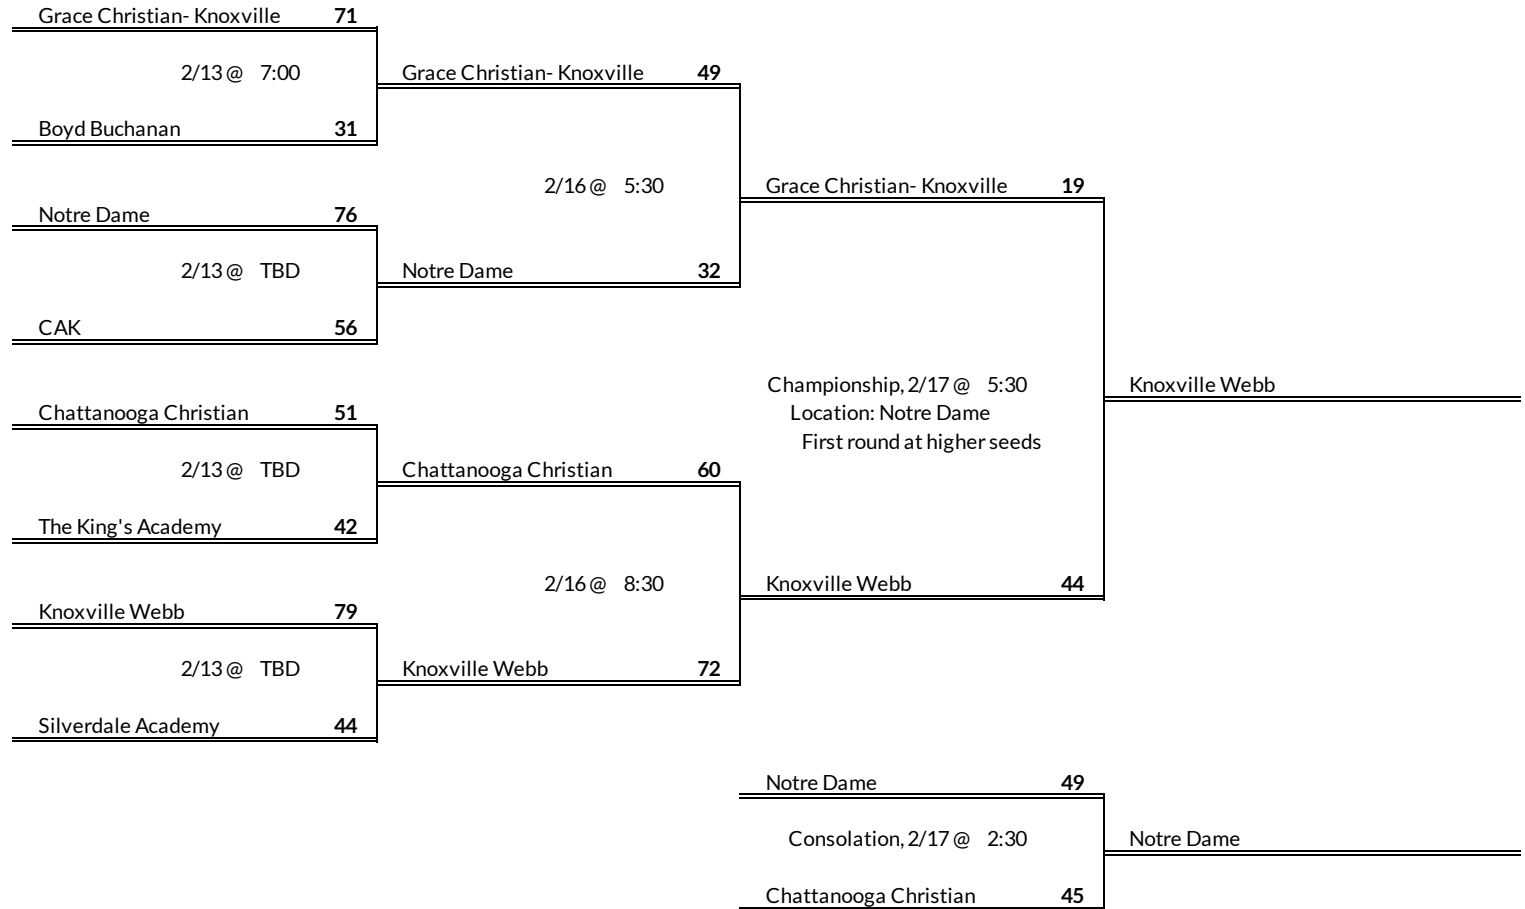 Grace Christian- Knoxville 71
2/13 @ 7:00
Grace Christian- Knoxville 49
Boyd Buchanan 31
2/16 @ 5:30
Grace Christian- Knoxville 19
Notre Dame 76
2/13 @ TBD
Notre Dame 32
CAK 56
Championship, 2/17 @ 5:30
Knoxville Webb
Chattanooga Christian 51
Location: Notre Dame
First round at higher seeds
2/13 @ TBD
Chattanooga Christian 60
The King's Academy 42
2/16 @ 8:30
Knoxville Webb 44
Knoxville Webb 79
2/13 @ TBD
Knoxville Webb 72
Silverdale Academy 44
Notre Dame 49
Consolation, 2/17 @ 2:30
Notre Dame
Chattanooga Christian 45